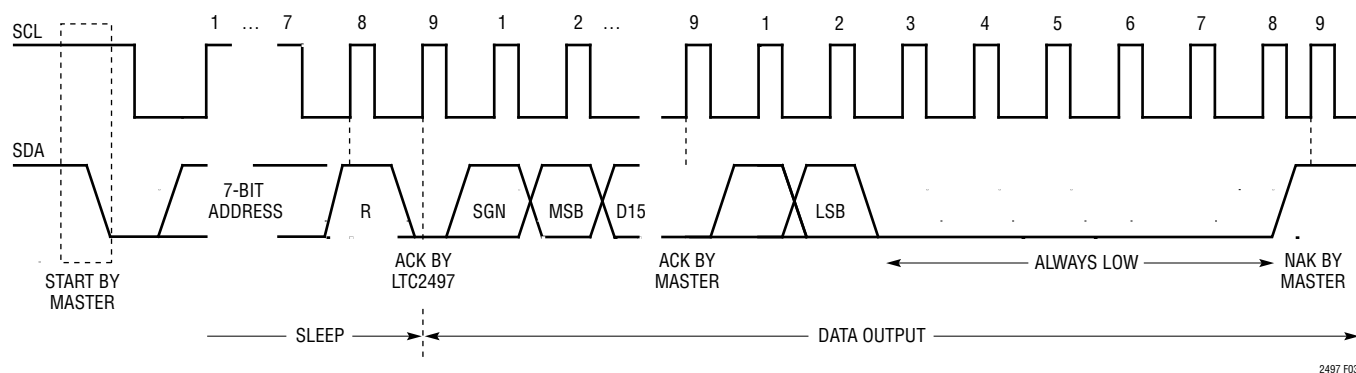 1 … 7 8 9 1 2 … 9 1 2 3 4 5 6 7 8 9
SCL
SDA
7-BIT
ADDRESS
R
SGN
MSB
D15
LSB
START BY
MASTER
ACK BY
LTC2497
ACK BY
MASTER
ALWAYS LOW
NAK BY
MASTER
SLEEP
DATA OUTPUT
2497 F03